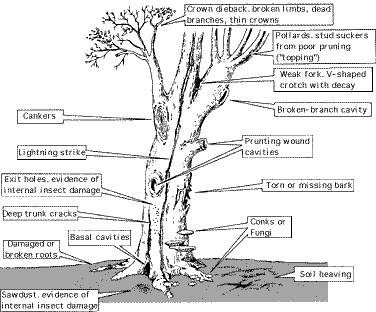 Crown dieback. broken limbs, dead
branches, thin crowns
Pollards. stud suckers
from poor pruning
("topping")
Weak fork. V-shaped
crotch with decay
Broken-branch cavity
Cankers
Prunting wound
cavities
Lightning strike
Exit holes. evidence of
internal insect damage
Torn or missing bark
Deep trunk cracks
Conks or
Fungi
Basal cavities
Damaged or
broken roots
Soil heaving
Sawdust. evidence of
internal insect damage